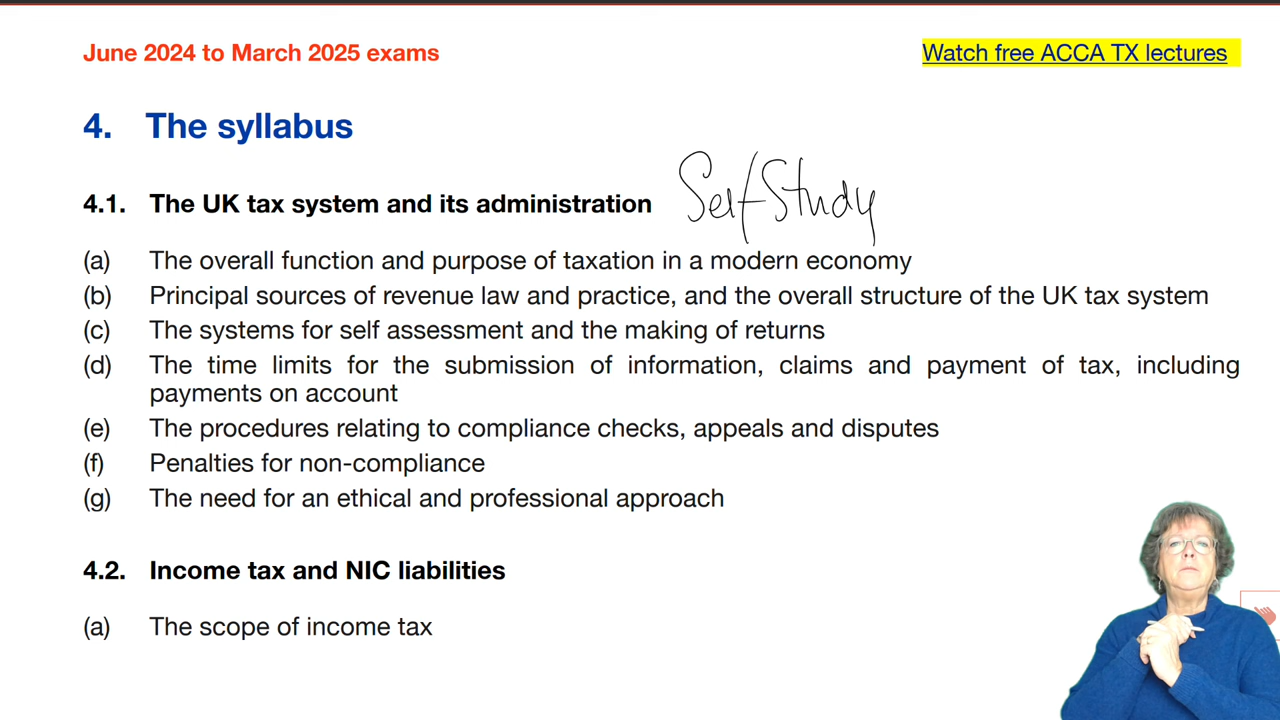 June 2024 to March 2025 exams
Watch free ACCA TX lectures
4. The syllabus
4.1. The UK tax system and its administration
Self Study
(a) The overall function and purpose of taxation in a modern economy
(b) Principal sources of revenue law and practice, and the overall structure of the UK tax system
(c) The systems for self assessment and the making of returns
(d) The time limits for the submission of information, claims and payment of tax, including
payments on account
(e) The procedures relating to compliance checks, appeals and disputes
(f) Penalties for non-compliance
(g) The need for an ethical and professional approach
4.2. Income tax and NIC liabilities
(a) The scope of income tax